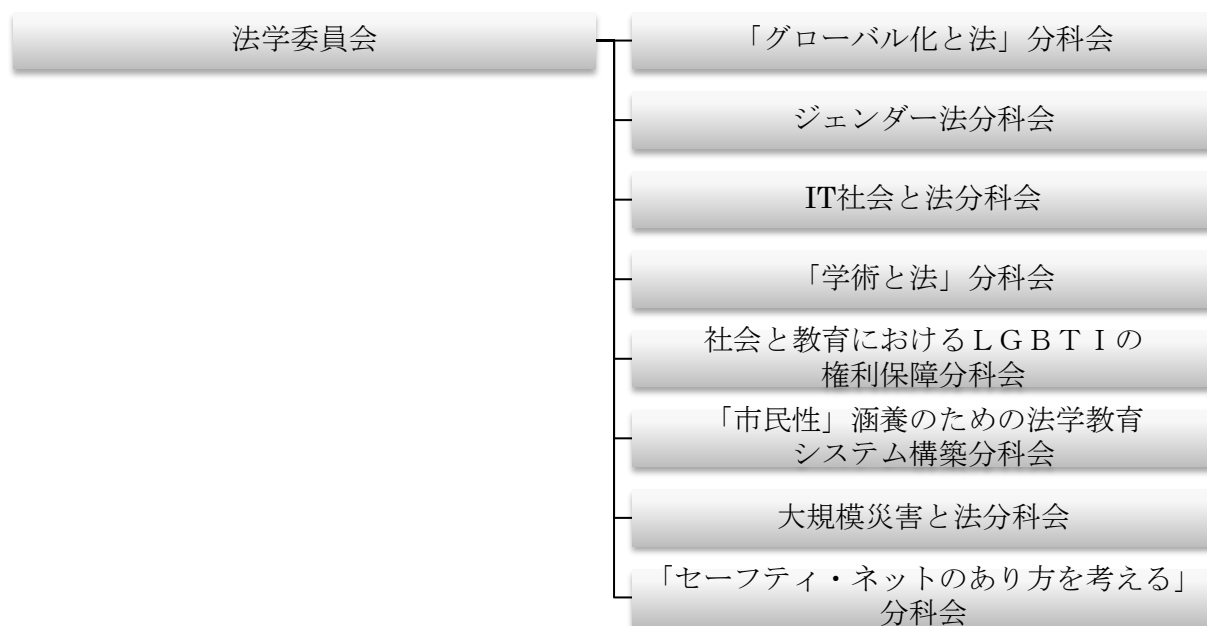 法学委員会
「グローバル化と法」分科会
ジェンダー法分科会
IT社会と法分科会
「学術と法」分科会
社会と教育におけるＬＧＢＴＩの
権利保障分科会
「市民性」涵養のための法学教育
システム構築分科会
大規模災害と法分科会
「セーフティ・ネットのあり方を考える」
分科会